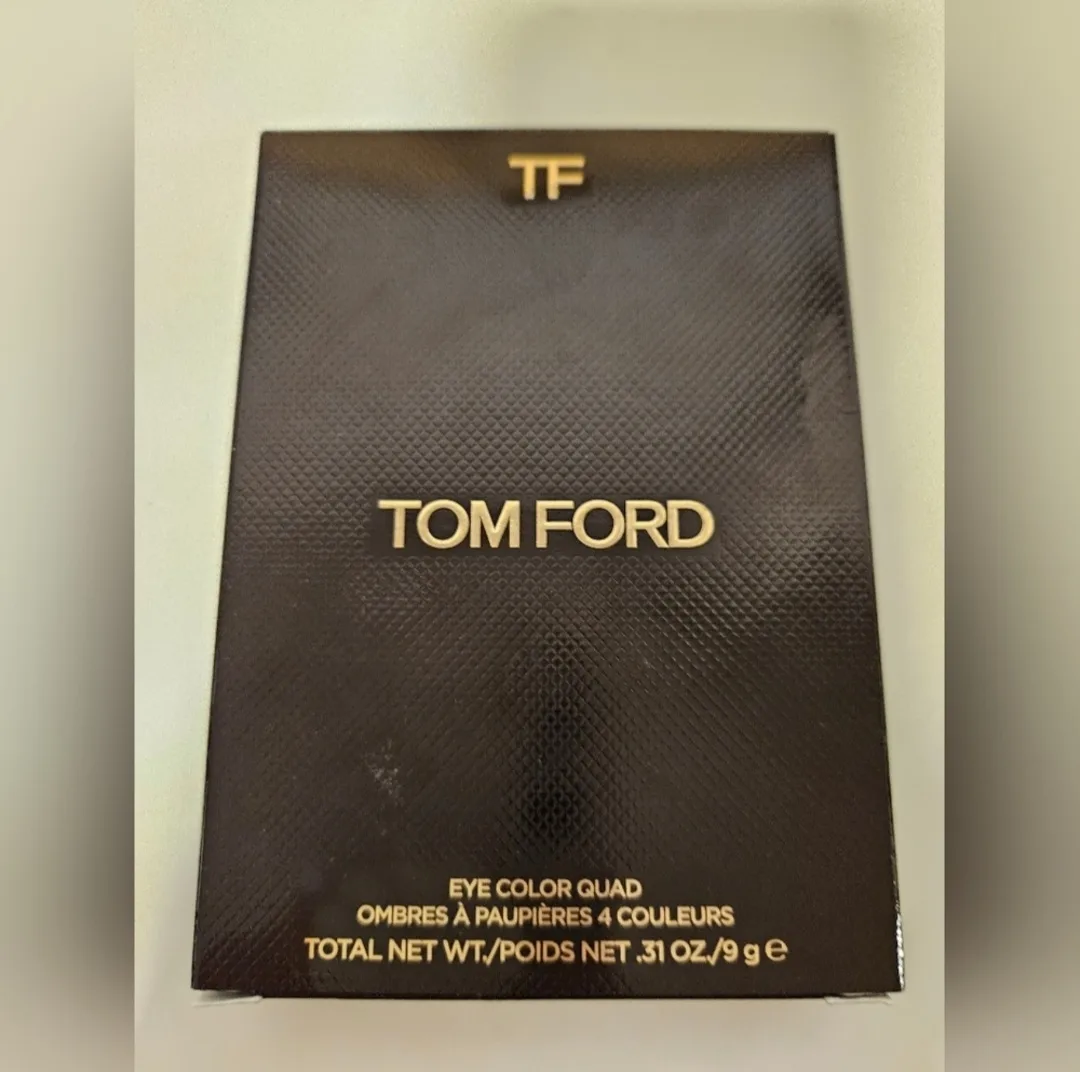 TF
TOM FORD
EYE COLOR QUAD
OMBRES À PAUPIÈRES 4 COULEURS
TOTAL NET WT./POIDS NET .31 OZ./9 g ℮